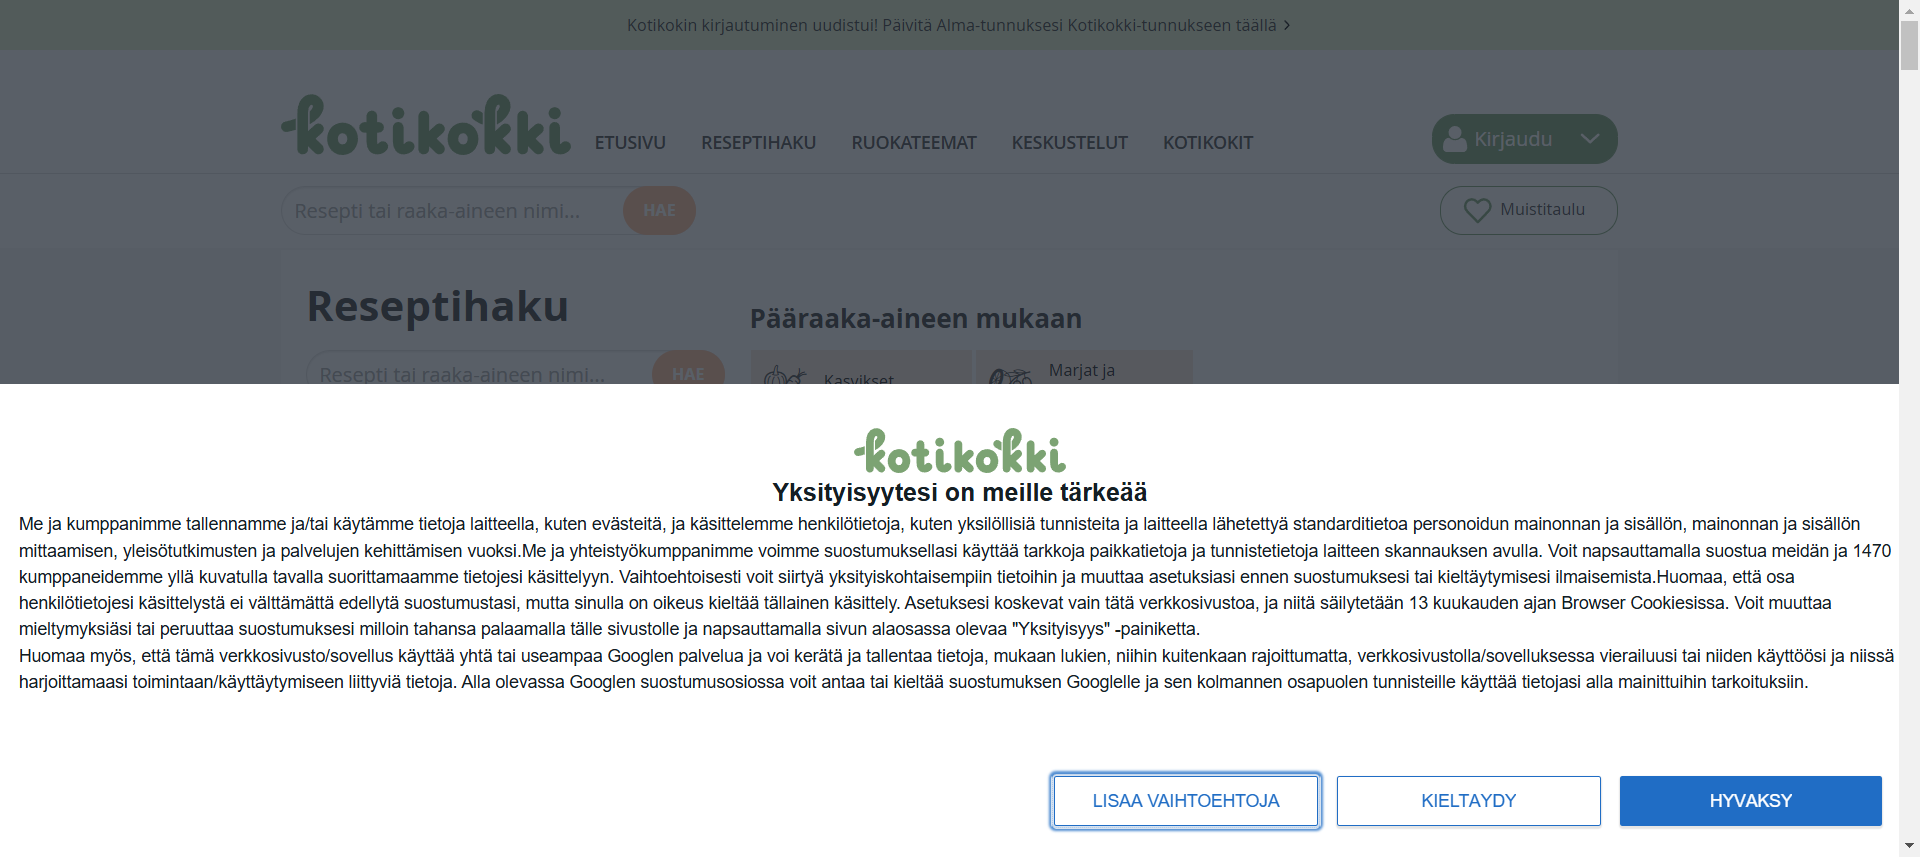 Kotikokin kirjautuminen uudistui! Päivitä Alma-tunnuksesi Kotikokki-tunnukseen täällä
kotikokki
ETUSIVU RESEPTIHAKU RUOKATEEMAT KESKUSTELUT KOTIKOKIT
Kirjaudu
Resepti tai raaka-aineen nimi...
HAE
Muistitaulu
Reseptihaku
Pääraaka-aineen mukaan
Resepti tai raaka-aineen nimi...
HAE
Kasvikset
Marjat ja
kotikokki
Yksityisyytesi on meille tärkeää
Me ja kumppanimme tallennamme ja/tai käytämme tietoja laitteella, kuten evästeitä, ja käsittelemme henkilötietoja, kuten yksilöllisiä tunnisteita ja laitteella lähetettyä standarditietoa personoidun mainonnan ja sisällön, mainonnan ja sisällön
mittaamisen, yleisötutkimusten ja palvelujen kehittämisen vuoksi.Me ja yhteistyökumppanimme voimme suostumuksellasi käyttää tarkkoja paikkatietoja ja tunnistetietoja laitteen skannauksen avulla. Voit napsauttamalla suostua meidän ja 1470
kumppaneidemme yllä kuvatulla tavalla suorittamaamme tietojesi käsittelyyn. Vaihtoehtoisesti voit siirtyä yksityiskohtaisempiin tietoihin ja muuttaa asetuksiasi ennen suostumuksesi tai kieltäytymisesi ilmaisemista.Huomaa, että osa
henkilötietojesi käsittelystä ei välttämättä edellytä suostumustasi, mutta sinulla on oikeus kieltää tällainen käsittely. Asetuksesi koskevat vain tätä verkkosivustoa, ja niitä säilytetään 13 kuukauden ajan Browser Cookiesissa. Voit muuttaa
mieltymyksiäsi tai peruuttaa suostumuksesi milloin tahansa palaamalla tälle sivustolle ja napsauttamalla sivun alaosassa olevaa "Yksityisyys" -painiketta.
Huomaa myös, että tämä verkkosivusto/sovellus käyttää yhtä tai useampaa Googlen palvelua ja voi kerätä ja tallentaa tietoja, mukaan lukien, niihin kuitenkaan rajoittumatta, verkkosivustolla/sovelluksessa vierailuusi tai niiden käyttöösi ja niissä
harjoittamaasi toimintaan/käyttäytymiseen liittyviä tietoja. Alla olevassa Googlen suostumusosiossa voit antaa tai kieltää suostumuksen Googlelle ja sen kolmannen osapuolen tunnisteille käyttää tietojasi alla mainittuihin tarkoituksiin.
LISAA VAIHTOEHTOJA
KIELTAYDY
HYVAKSY